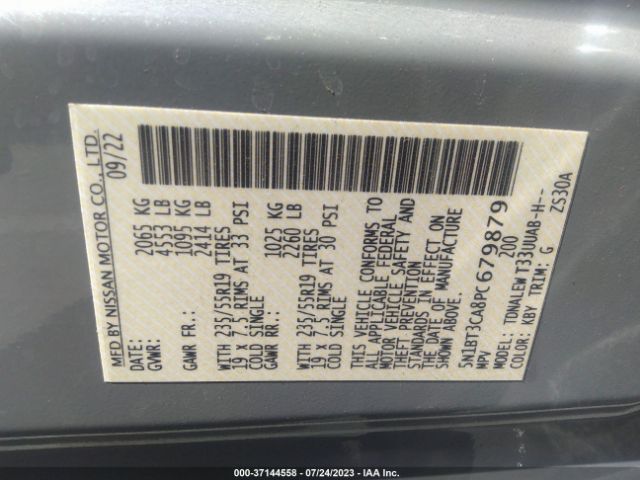 MFD BY NISSAN MOTOR CO., LTD.
DATE: 09/22
GVWR: 2065 KG
4553 LB
GAWR FR.: 1095 KG
2414 LB
WITH 235/55R19 TIRES
19 X 7.5 RIMS AT 33 PSI
COLD SINGLE
GAWR RR.: 1025 KG
2260 LB
WITH 235/55R19 TIRES
19 X 7.5 RIMS AT 30 PSI
COLD SINGLE
THIS VEHICLE CONFORMS TO
ALL APPLICABLE FEDERAL
MOTOR VEHICLE SAFETY AND
THEFT PREVENTION
STANDARDS IN EFFECT ON
THE DATE OF MANUFACTURE
SHOWN ABOVE.
5N1BT3CA8PC679879
MPV 200
MODEL: TDNALEWT33UUAB-H--
COLOR: KBY TRIM: G ZS30A
000-37144558 - 07/24/2023 - IAA Inc.